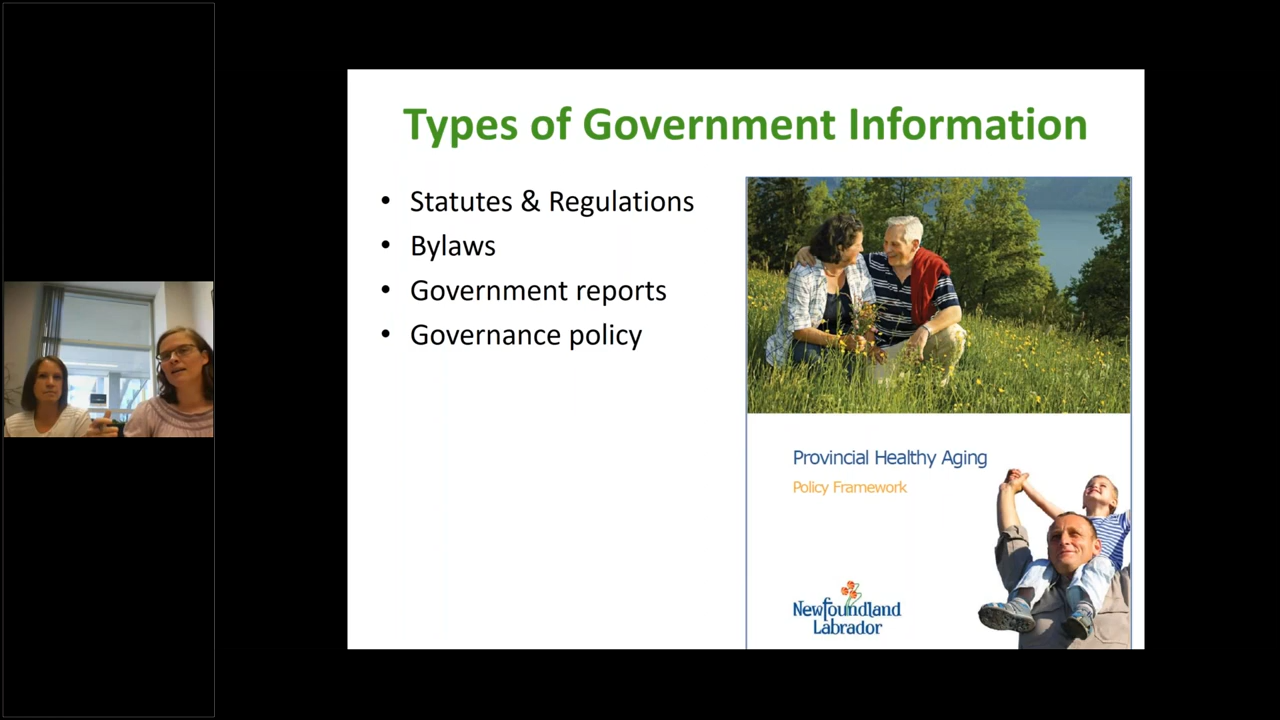 Types of Government Information
• Statutes & Regulations
• Bylaws
• Government reports
• Governance policy
Provincial Healthy Aging
Policy Framework
Newfoundland
Labrador